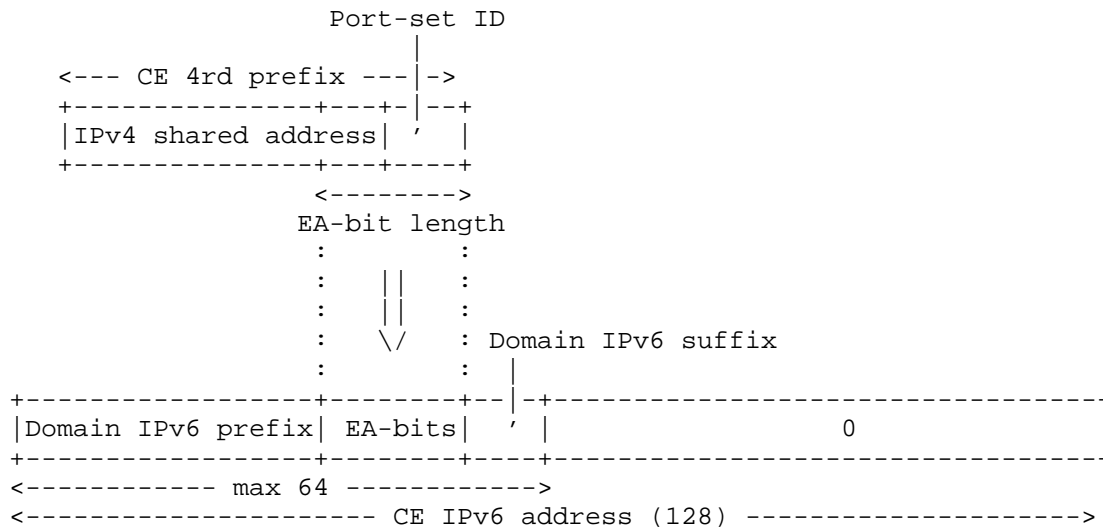 Port-set ID
<--- CE 4rd prefix ---|->
|IPv4 shared address| ' |
<-------->
EA-bit length
Domain IPv6 suffix
|Domain IPv6 prefix| EA-bits| ' | 0
<------------ max 64 ------------>
<---------------------- CE IPv6 address (128) ---------------------->